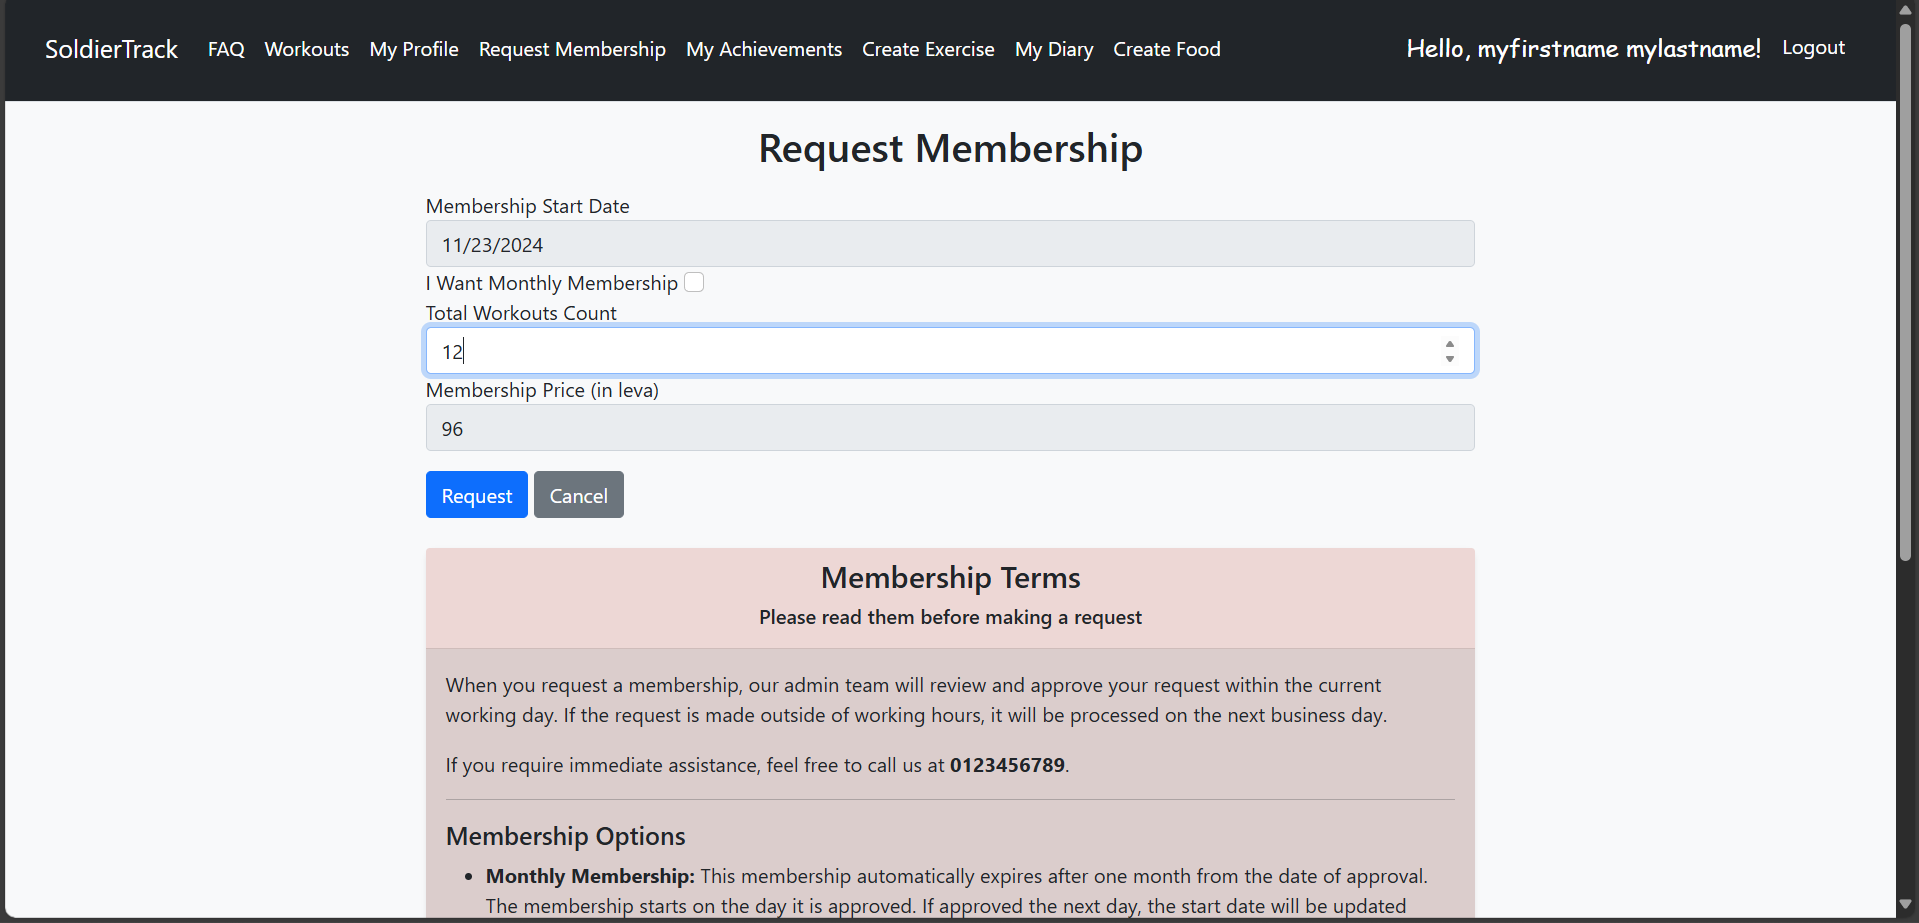 SoldierTrack FAQ Workouts My Profile Request Membership My Achievements Create Exercise My Diary Create Food Hello, myfirstname mylastname! Logout
Request Membership
Membership Start Date
11/23/2024
I Want Monthly Membership
Total Workouts Count
12
Membership Price (in leva)
96
Request Cancel
Membership Terms
Please read them before making a request
When you request a membership, our admin team will review and approve your request within the current
working day. If the request is made outside of working hours, it will be processed on the next business day.
If you require immediate assistance, feel free to call us at 0123456789.
Membership Options
• Monthly Membership: This membership automatically expires after one month from the date of approval.
The membership starts on the day it is approved. If approved the next day, the start date will be updated